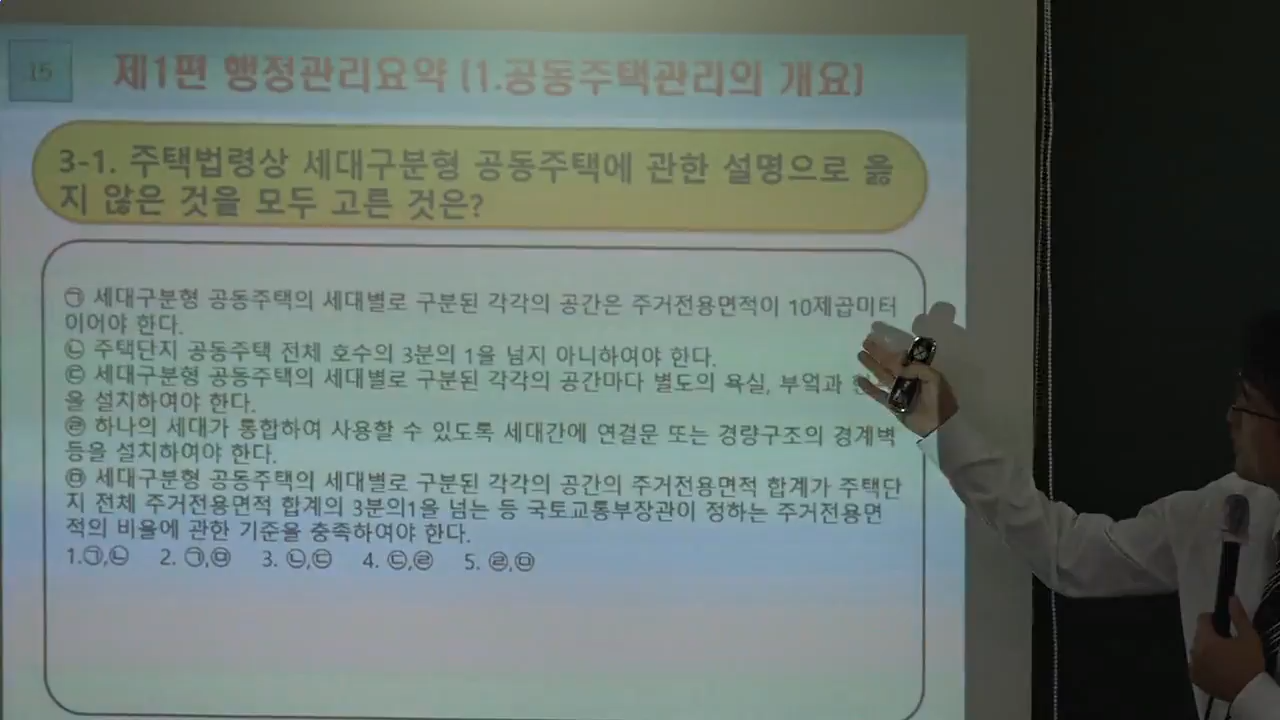 15
제1편 행정관리요약 [1.공동주택관리의 개요]
3-1. 주택법령상 세대구분형 공동주택에 관한 설명으로 옳
지 않은 것을 모두 고른 것은?
㉠ 세대구분형 공동주택의 세대별로 구분된 각각의 공간은 주거전용면적이 10제곱미터
이어야 한다.
㉡ 주택단지 공동주택 전체 호수의 3분의 1을 넘지 아니하여야 한다.
㉢ 세대구분형 공동주택의 세대별로 구분된 각각의 공간마다 별도의 욕실, 부엌과
을 설치하여야 한다.
㉣ 하나의 세대가 통합하여 사용할 수 있도록 세대간에 연결문 또는 경량구조의 경계벽
등을 설치하여야 한다.
㉤ 세대구분형 공동주택의 세대별로 구분된 각각의 공간의 주거전용면적 합계가 주택단
지 전체 주거전용면적 합계의 3분의1을 넘는 등 국토교통부장관이 정하는 주거전용면
적의 비율에 관한 기준을 충족하여야 한다.
1.㉠,㉡ 2. ㉠,㉤ 3. ㉡,㉢ 4. ㉢,㉣ 5. ㉣,㉤